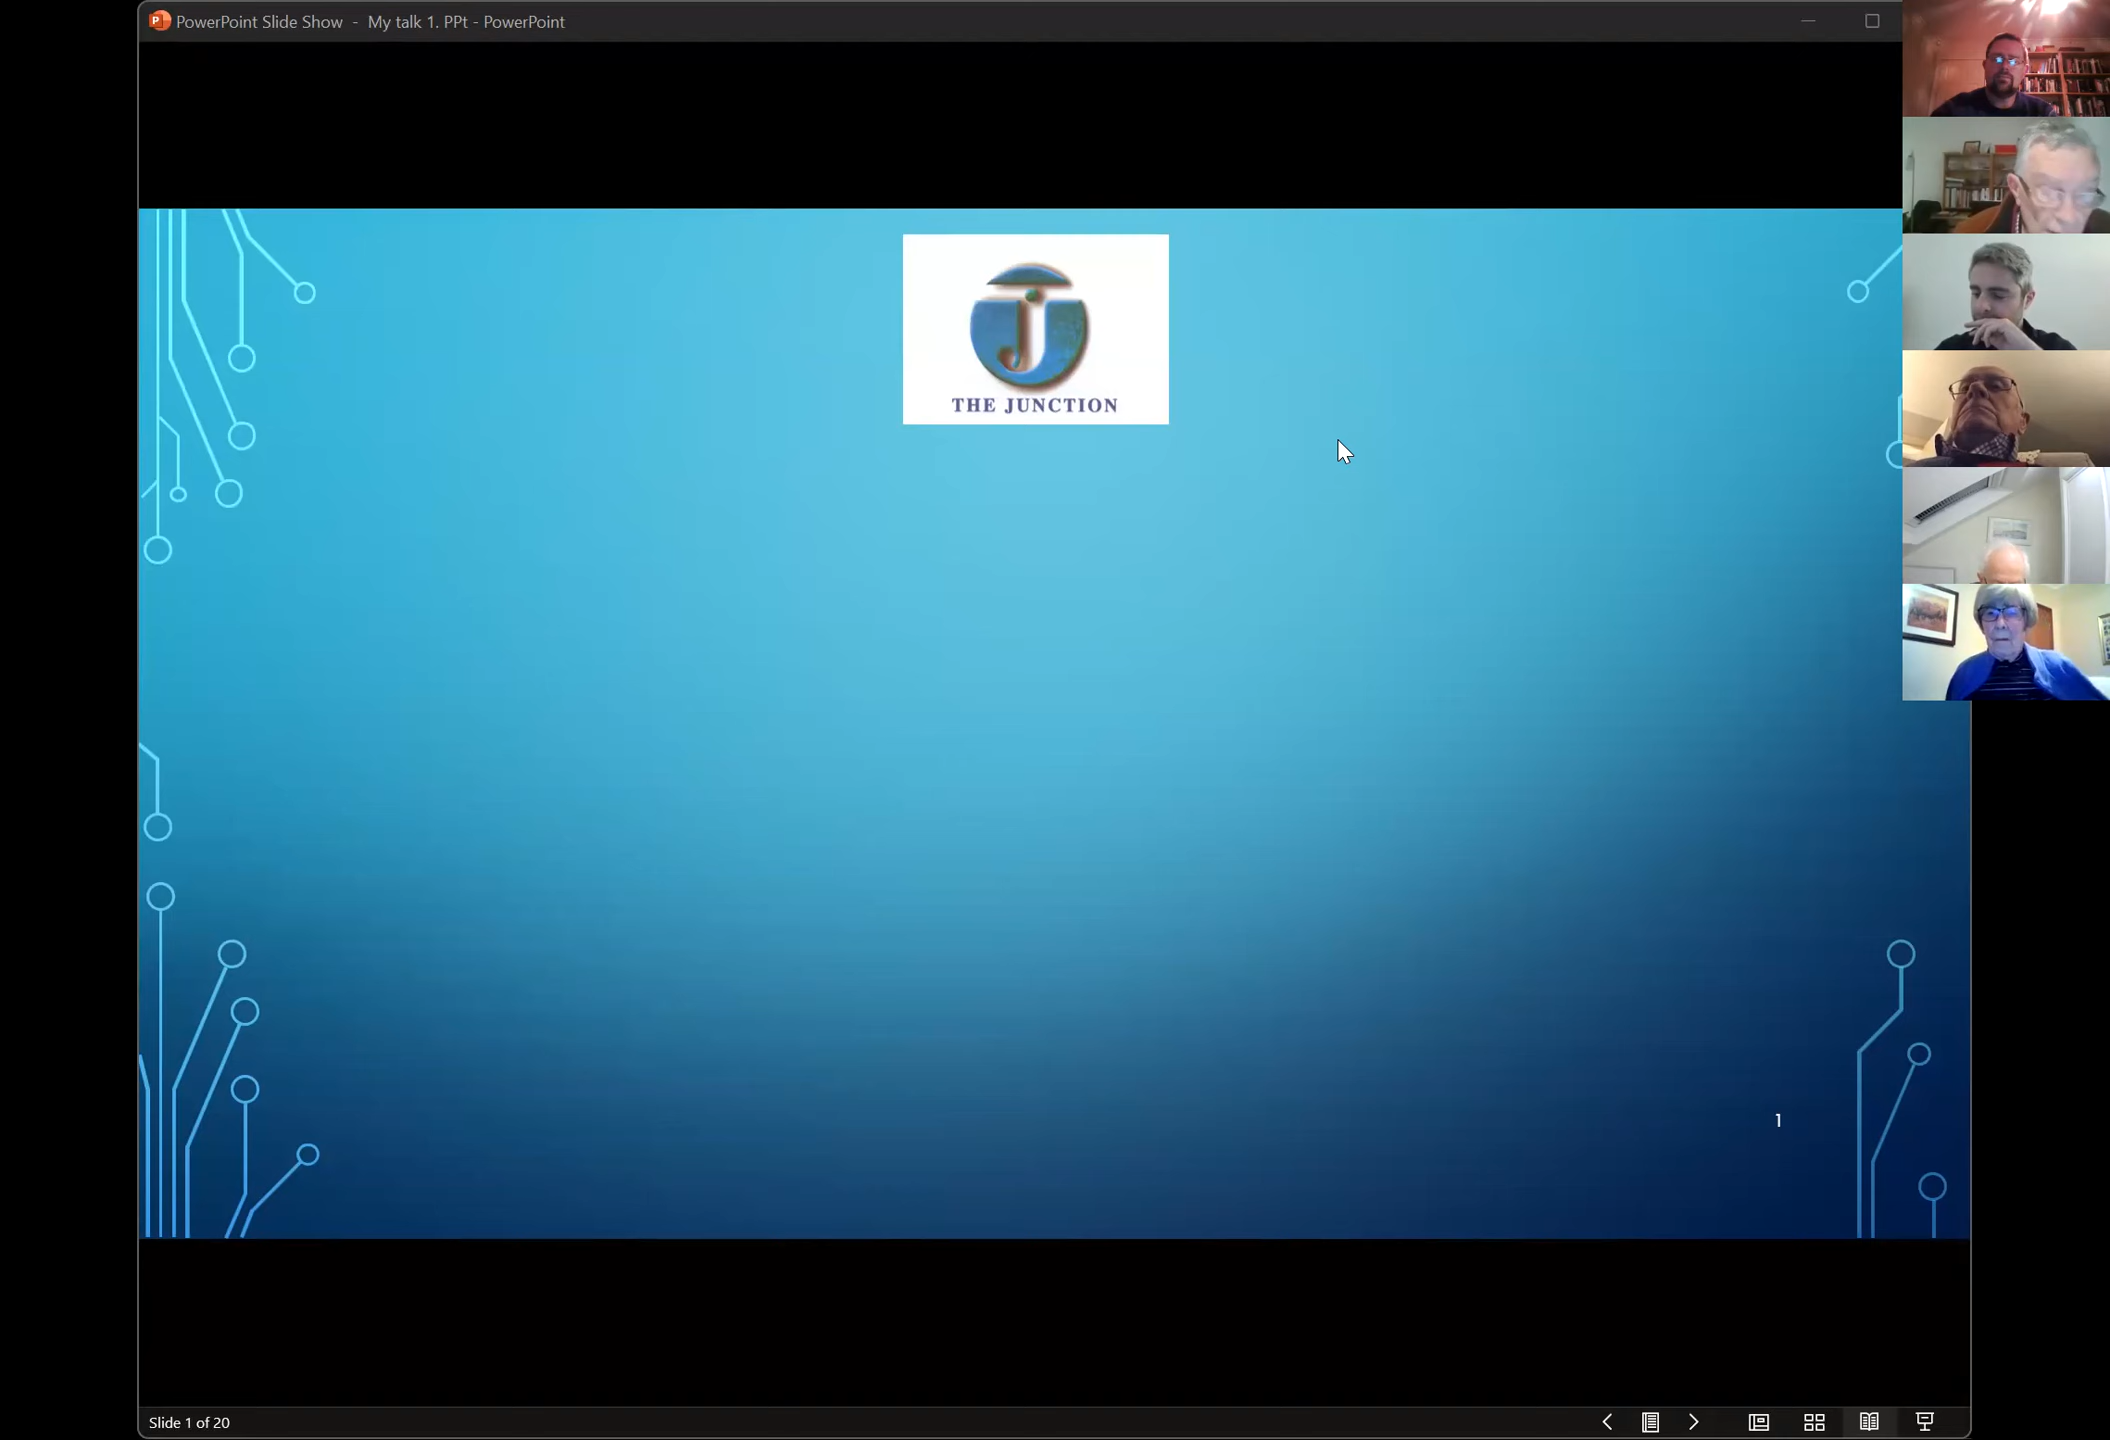 PowerPoint Slide Show - My talk 1. PPt - PowerPoint
THE JUNCTION
1
Slide 1 of 20